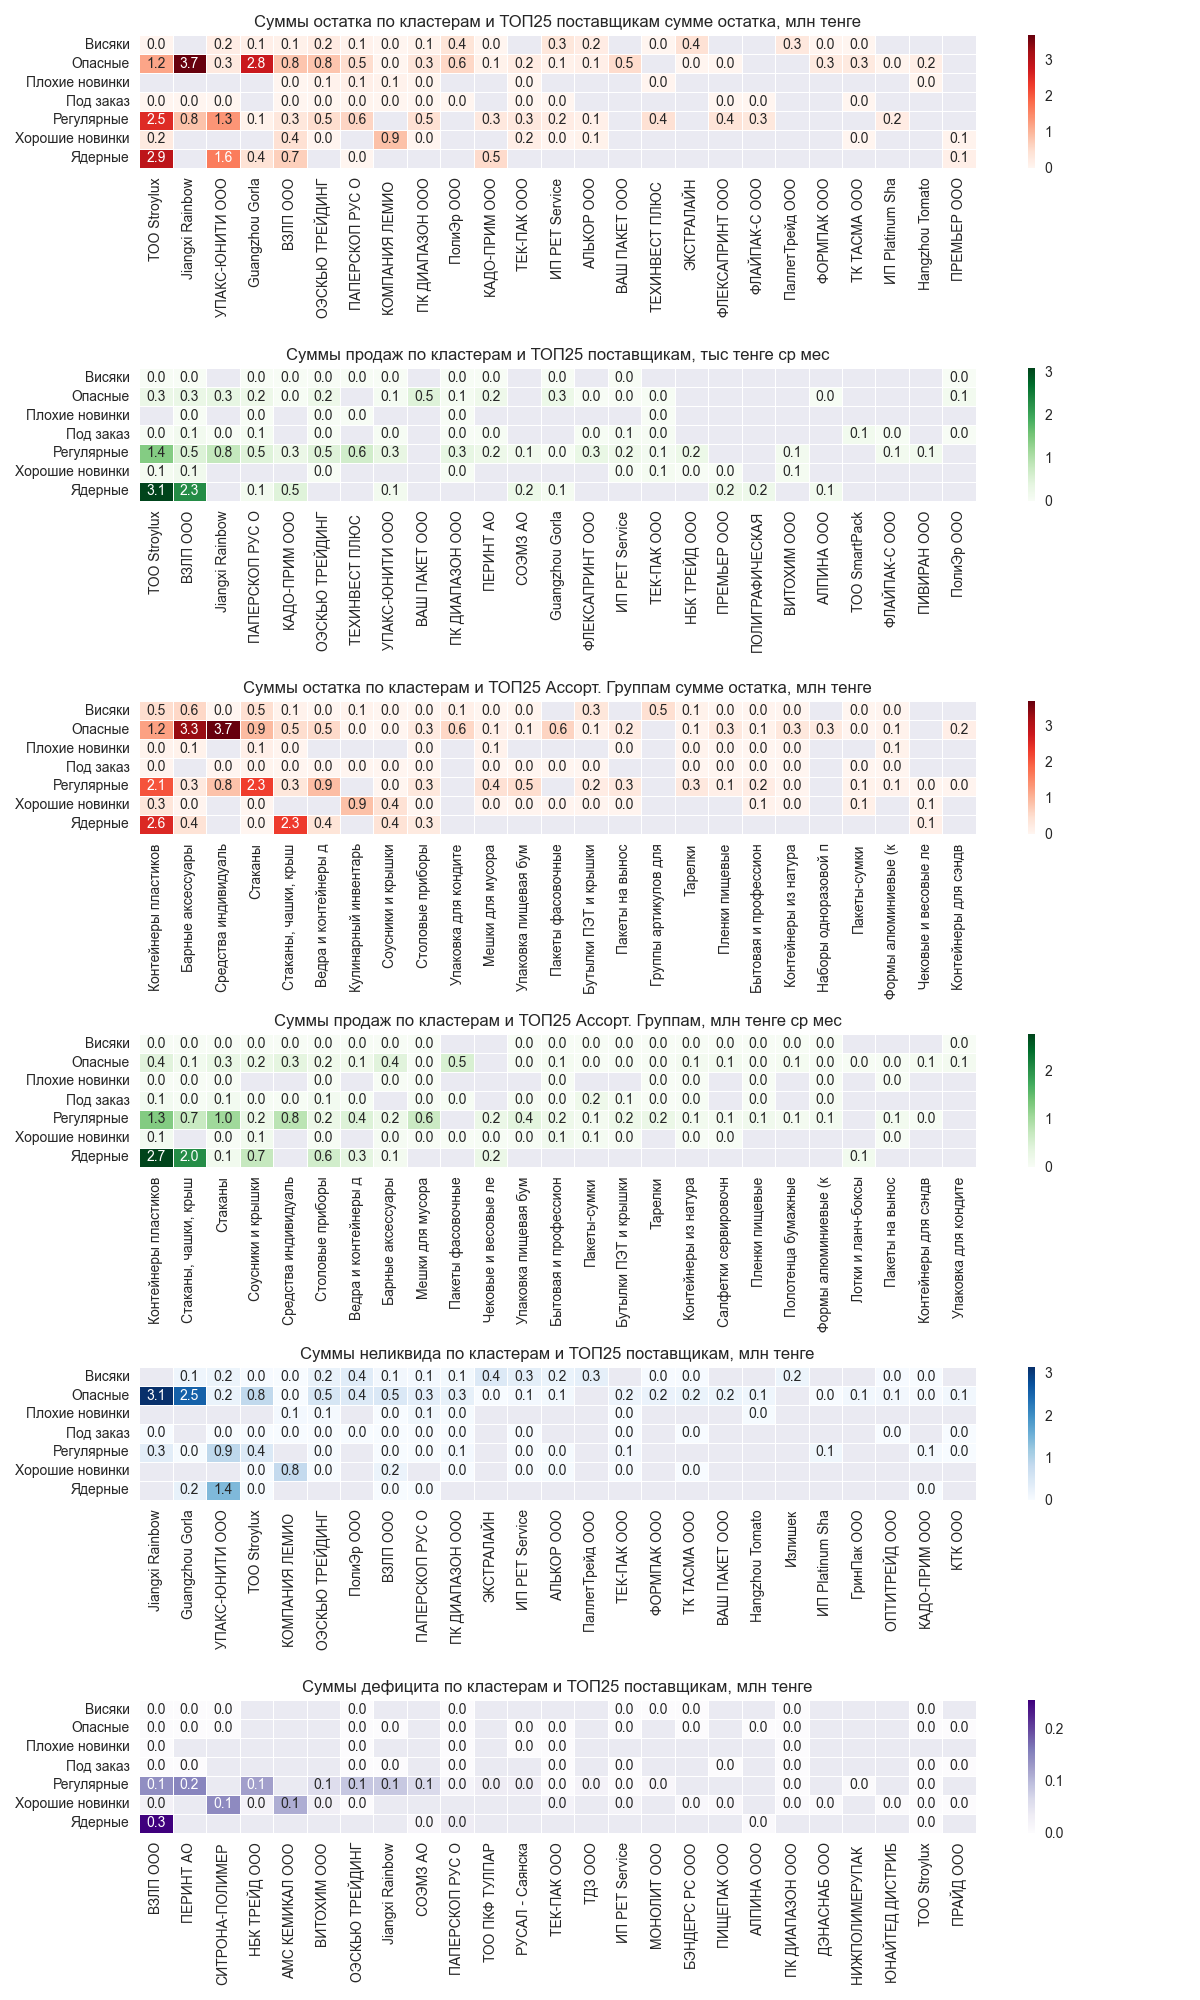 Суммы остатка по кластерам и ТОП25 поставщикам сумме остатка, млн тенге
Висяки 0.0 0.2 0.1 0.1 0.2 0.1 0.0 0.1 0.4 0.0 0.3 0.2 0.0 0.4 0.3 0.0 0.0
Опасные 1.2 3.7 0.3 2.8 0.8 0.8 0.5 0.0 0.3 0.6 0.1 0.2 0.1 0.1 0.5 0.0 0.0 0.3 0.3 0.0 0.2
Плохие новинки 0.0 0.1 0.1 0.1 0.0 0.0 0.0 0.0
Под заказ 0.0 0.0 0.0 0.0 0.0 0.0 0.0 0.0 0.0 0.0 0.0 0.0 0.0 0.0
Регулярные 2.5 0.8 1.3 0.1 0.3 0.5 0.6 0.5 0.3 0.3 0.2 0.1 0.4 0.4 0.3 0.2
Хорошие новинки 0.2 0.4 0.0 0.9 0.0 0.2 0.0 0.1 0.0 0.1
Ядерные 2.9 1.6 0.4 0.7 0.0 0.5 0.1
ТОО Stroylux
Jiangxi Rainbow
УПАКС-ЮНИТИ ООО
Guangzhou Gorla
ВЗЛП ООО
ОЭСКЬЮ ТРЕЙДИНГ
ПАПЕРСКОП РУС О
КОМПАНИЯ ЛЕМИО
ПК ДИАПАЗОН ООО
ПолиЭр ООО
КАДО-ПРИМ ООО
ТЕК-ПАК ООО
ИП РЕТ Service
АЛЬКОР ООО
ВАШ ПАКЕТ ООО
ТЕХИНВЕСТ ПЛЮС
ЭКСТРАЛАЙН
ФЛЕКСАПРИНТ ООО
ФЛАЙПАК-С ООО
ПаллетТрейд ООО
ФОРМПАК ООО
ТК ТАСМА ООО
ИП Platinum Sha
Hangzhou Tomato
ПРЕМЬЕР ООО
3
2
1
0
Суммы продаж по кластерам и ТОП25 поставщикам, тыс тенге ср мес
Висяки 0.0 0.0 0.0 0.0 0.0 0.0 0.0 0.0 0.0 0.0 0.0 0.0
Опасные 0.3 0.3 0.3 0.2 0.0 0.2 0.1 0.5 0.1 0.2 0.3 0.0 0.0 0.0 0.0 0.1
Плохие новинки 0.0 0.0 0.0 0.0 0.0 0.0
Под заказ 0.0 0.1 0.0 0.1 0.0 0.0 0.0 0.0 0.0 0.1 0.0 0.1 0.0 0.0
Регулярные 1.4 0.5 0.8 0.5 0.3 0.5 0.6 0.3 0.3 0.2 0.1 0.0 0.3 0.2 0.1 0.2 0.1 0.1 0.1
Хорошие новинки 0.1 0.1 0.0 0.0 0.0 0.1 0.0 0.0 0.1
Ядерные 3.1 2.3 0.1 0.5 0.1 0.2 0.1 0.2 0.2 0.1
ТОО Stroylux
ВЗЛП ООО
Jiangxi Rainbow
ПАПЕРСКОП РУС О
КАДО-ПРИМ ООО
ОЭСКЬЮ ТРЕЙДИНГ
ТЕХИНВЕСТ ПЛЮС
УПАКС-ЮНИТИ ООО
ВАШ ПАКЕТ ООО
ПК ДИАПАЗОН ООО
ПЕРИНТ АО
СОЭМЗ АО
Guangzhou Gorla
ФЛЕКСАПРИНТ ООО
ИП РЕТ Service
ТЕК-ПАК ООО
НБК ТРЕЙД ООО
ПРЕМЬЕР ООО
ПОЛИГРАФИЧЕСКАЯ
ВИТОХИМ ООО
АЛПИНА ООО
ТОО SmartPack
ФЛАЙПАК-С ООО
ПИВИРАН ООО
ПолиЭр ООО
3
2
1
0
Суммы остатка по кластерам и ТОП25 Ассорт. Группам сумме остатка, млн тенге
Висяки 0.5 0.6 0.0 0.5 0.1 0.0 0.1 0.0 0.0 0.1 0.0 0.0 0.3 0.5 0.1 0.0 0.0 0.0 0.0 0.0
Опасные 1.2 3.3 3.7 0.9 0.5 0.5 0.0 0.0 0.3 0.6 0.1 0.1 0.6 0.1 0.2 0.1 0.3 0.1 0.3 0.3 0.0 0.1 0.2
Плохие новинки 0.0 0.1 0.1 0.0 0.0 0.1 0.0 0.0 0.0 0.0 0.0 0.1
Под заказ 0.0 0.0 0.0 0.0 0.0 0.0 0.0 0.0 0.0 0.0 0.0 0.0 0.0 0.0 0.0 0.0 0.0 0.0
Регулярные 2.1 0.3 0.8 2.3 0.3 0.9 0.0 0.3 0.4 0.5 0.2 0.3 0.3 0.1 0.2 0.0 0.1 0.1 0.0 0.0
Хорошие новинки 0.3 0.0 0.0 0.9 0.4 0.0 0.0 0.0 0.0 0.0 0.0 0.1 0.0 0.1 0.1
Ядерные 2.6 0.4 0.0 2.3 0.4 0.4 0.3 0.1
Контейнеры пластиков
Барные аксессуары
Средства индивидуаль
Стаканы
Стаканы, чашки, крыш
Ведра и контейнеры д
Кулинарный инвентарь
Соусники и крышки
Столовые приборы
Упаковка для кондите
Мешки для мусора
Упаковка пищевая бум
Пакеты фасовочные
Бутылки ПЭТ и крышки
Пакеты на вынос
Группы артикулов для
Тарелки
Пленки пищевые
Бытовая и профессион
Контейнеры из натура
Наборы одноразовой п
Пакеты-сумки
Формы алюминиевые (к
Чековые и весовые ле
Контейнеры для сэндв
3
2
1
0
Суммы продаж по кластерам и ТОП25 Ассорт. Группам, млн тенге ср мес
Висяки 0.0 0.0 0.0 0.0 0.0 0.0 0.0 0.0 0.0 0.0 0.0 0.0 0.0 0.0 0.0 0.0 0.0 0.0 0.0 0.0
Опасные 0.4 0.1 0.3 0.2 0.3 0.2 0.1 0.4 0.0 0.5 0.0 0.1 0.0 0.0 0.0 0.1 0.1 0.0 0.1 0.0 0.0 0.0 0.1 0.1
Плохие новинки 0.0 0.0 0.0 0.0 0.0 0.0 0.0 0.0 0.0 0.0 0.0 0.0
Под заказ 0.1 0.0 0.1 0.0 0.0 0.1 0.0 0.0 0.0 0.0 0.0 0.2 0.1 0.0 0.0 0.0 0.0
Регулярные 1.3 0.7 1.0 0.2 0.8 0.2 0.4 0.2 0.6 0.2 0.4 0.2 0.1 0.2 0.2 0.1 0.1 0.1 0.1 0.1 0.1 0.0
Хорошие новинки 0.1 0.0 0.1 0.0 0.0 0.0 0.0 0.0 0.0 0.1 0.1 0.0 0.0 0.0 0.0
Ядерные 2.7 2.0 0.1 0.7 0.6 0.3 0.1 0.2 0.1
Контейнеры пластиков
Стаканы, чашки, крыш
Стаканы
Соусники и крышки
Средства индивидуаль
Столовые приборы
Ведра и контейнеры д
Барные аксессуары
Мешки для мусора
Пакеты фасовочные
Чековые и весовые ле
Упаковка пищевая бум
Бытовая и профессион
Пакеты-сумки
Бутылки ПЭТ и крышки
Тарелки
Контейнеры из натура
Салфетки сервировочн
Пленки пищевые
Полотенца бумажные
Формы алюминиевые (к
Лотки и ланч-боксы
Пакеты на вынос
Контейнеры для сэндв
Упаковка для кондите
2
1
0
Суммы неликвида по кластерам и ТОП25 поставщикам, млн тенге
Висяки 0.1 0.2 0.0 0.0 0.2 0.4 0.1 0.1 0.1 0.4 0.3 0.2 0.3 0.0 0.0 0.2 0.0 0.0
Опасные 3.1 2.5 0.2 0.8 0.0 0.5 0.4 0.5 0.3 0.3 0.0 0.1 0.1 0.2 0.2 0.2 0.2 0.1 0.0 0.1 0.1 0.0 0.1
Плохие новинки 0.1 0.1 0.0 0.1 0.0 0.0 0.0
Под заказ 0.0 0.0 0.0 0.0 0.0 0.0 0.0 0.0 0.0 0.0 0.0 0.0 0.0 0.0
Регулярные 0.3 0.0 0.9 0.4 0.0 0.0 0.0 0.1 0.0 0.0 0.1 0.1 0.1 0.0
Хорошие новинки 0.0 0.8 0.0 0.2 0.0 0.0 0.0 0.0 0.0
Ядерные 0.2 1.4 0.0 0.0 0.0 0.0
Jiangxi Rainbow
Guangzhou Gorla
УПАКС-ЮНИТИ ООО
ТОО Stroylux
КОМПАНИЯ ЛЕМИО
ОЭСКЬЮ ТРЕЙДИНГ
ПолиЭр ООО
ВЗЛП ООО
ПАПЕРСКОП РУС О
ПК ДИАПАЗОН ООО
ЭКСТРАЛАЙН
ИП РЕТ Service
АЛЬКОР ООО
ПаллетТрейд ООО
ТЕК-ПАК ООО
ФОРМПАК ООО
ТК ТАСМА ООО
ВАШ ПАКЕТ ООО
Hangzhou Tomato
Излишек
ИП Platinum Sha
ГринПак ООО
ОПТИТРЕЙД ООО
КАДО-ПРИМ ООО
КТК ООО
3
2
1
0
Суммы дефицита по кластерам и ТОП25 поставщикам, млн тенге
Висяки 0.0 0.0 0.0 0.0 0.0 0.0 0.0 0.0 0.0 0.0
Опасные 0.0 0.0 0.0 0.0 0.0 0.0 0.0 0.0 0.0 0.0 0.0 0.0 0.0 0.0 0.0
Плохие новинки 0.0 0.0 0.0 0.0 0.0 0.0
Под заказ 0.0 0.0 0.0 0.0 0.0 0.0 0.0 0.0 0.0 0.0 0.0
Регулярные 0.1 0.2 0.1 0.1 0.1 0.1 0.1 0.0 0.0 0.0 0.0 0.0 0.0 0.0 0.0 0.0 0.0
Хорошие новинки 0.0 0.1 0.0 0.1 0.0 0.0 0.0 0.0 0.0 0.0 0.0 0.0 0.0 0.0 0.0
Ядерные 0.3 0.0 0.0 0.0 0.0
ВЗЛП ООО
ПЕРИНТ АО
СИТРОНА-ПОЛИМЕР
НБК ТРЕЙД ООО
АМС КЕМИКАЛ ООО
ВИТОХИМ ООО
ОЭСКЬЮ ТРЕЙДИНГ
Jiangxi Rainbow
СОЭМЗ АО
ПАПЕРСКОП РУС О
ТОО ПКФ ТУЛПАР
РУСАЛ - Саянска
ТЕК-ПАК ООО
ТДЗ ООО
ИП РЕТ Service
МОНОЛИТ ООО
БЭНДЕРС РС ООО
ПИЩЕПАК ООО
АЛПИНА ООО
ПК ДИАПАЗОН ООО
ДЭНАСНАБ ООО
НИЖПОЛИМЕРУПАК
ЮНАЙТЕД ДИСТРИБ
ТОО Stroylux
ПРАЙД ООО
0.2
0.1
0.0